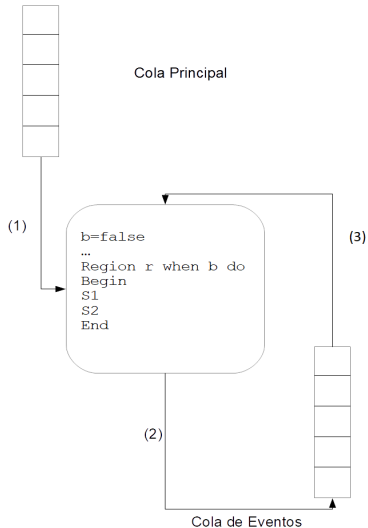 Cola Principal
(1)
(3)
b=false
…
Region r when b do
Begin
S1
S2
End
(2)
Cola de Eventos